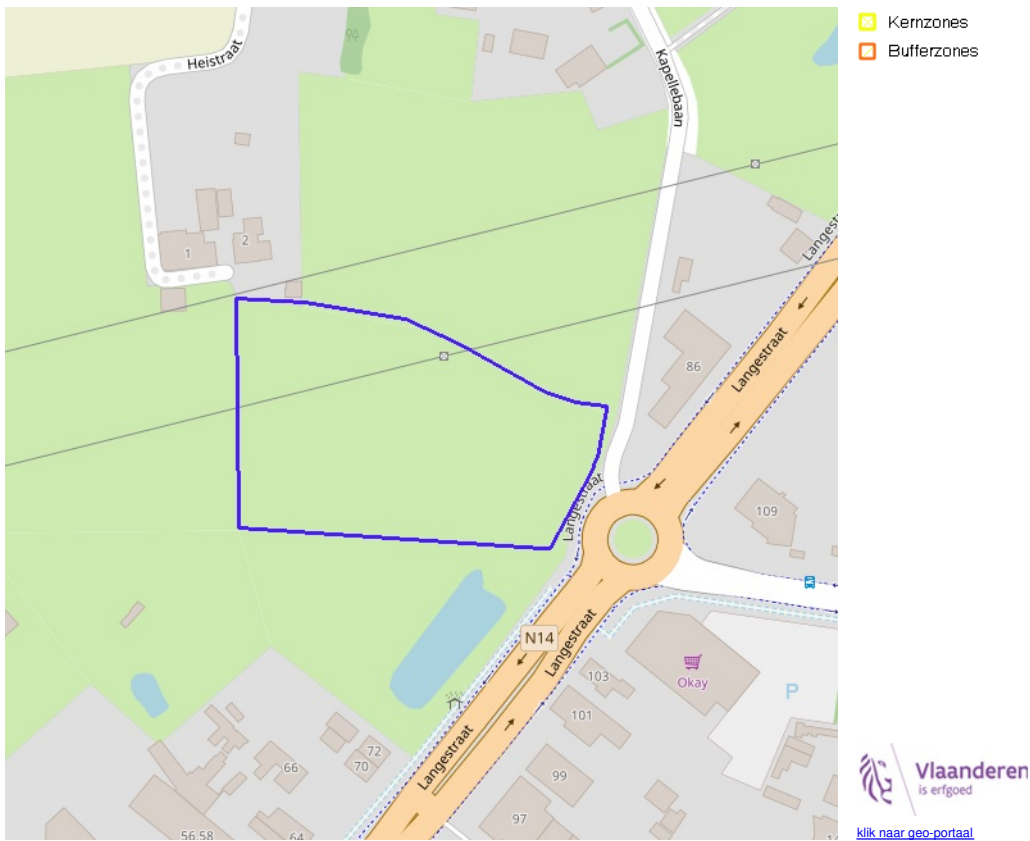 Kernzones
Bufferzones
Heistraat
Kapellebaan
1
2
Langestraat
86
Langestraat
Langestraat
109
N14
Langestraat
103
Okay
101
P
Langestraat
72
70
66
99
97
56,58
64
Vlaanderen
is erfgoed
klik naar geo-portaal